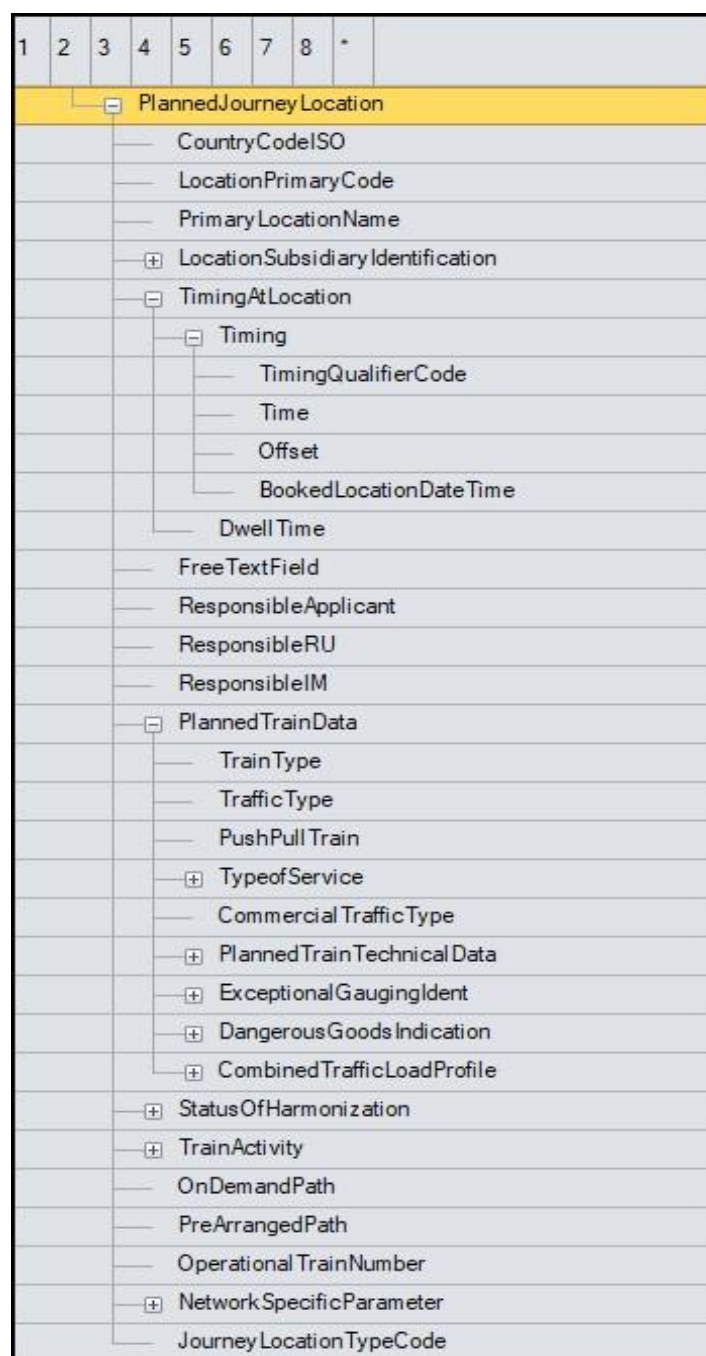 1 2 3 4 5 6 7 8 *
PlannedJourneyLocation
CountryCodeISO
LocationPrimaryCode
PrimaryLocationName
LocationSubsidiaryIdentification
TimingAtLocation
Timing
TimingQualifierCode
Time
Offset
BookedLocationDateTime
DwellTime
FreeTextField
ResponsibleApplicant
ResponsibleRU
ResponsibleIM
PlannedTrainData
TrainType
TrafficType
PushPullTrain
TypeofService
CommercialTrafficType
PlannedTrainTechnicalData
ExceptionalGaugingIdent
DangerousGoodsIndication
CombinedTrafficLoadProfile
StatusOfHarmonization
TrainActivity
OnDemandPath
PreArrangedPath
OperationalTrainNumber
NetworkSpecificParameter
JourneyLocationTypeCode